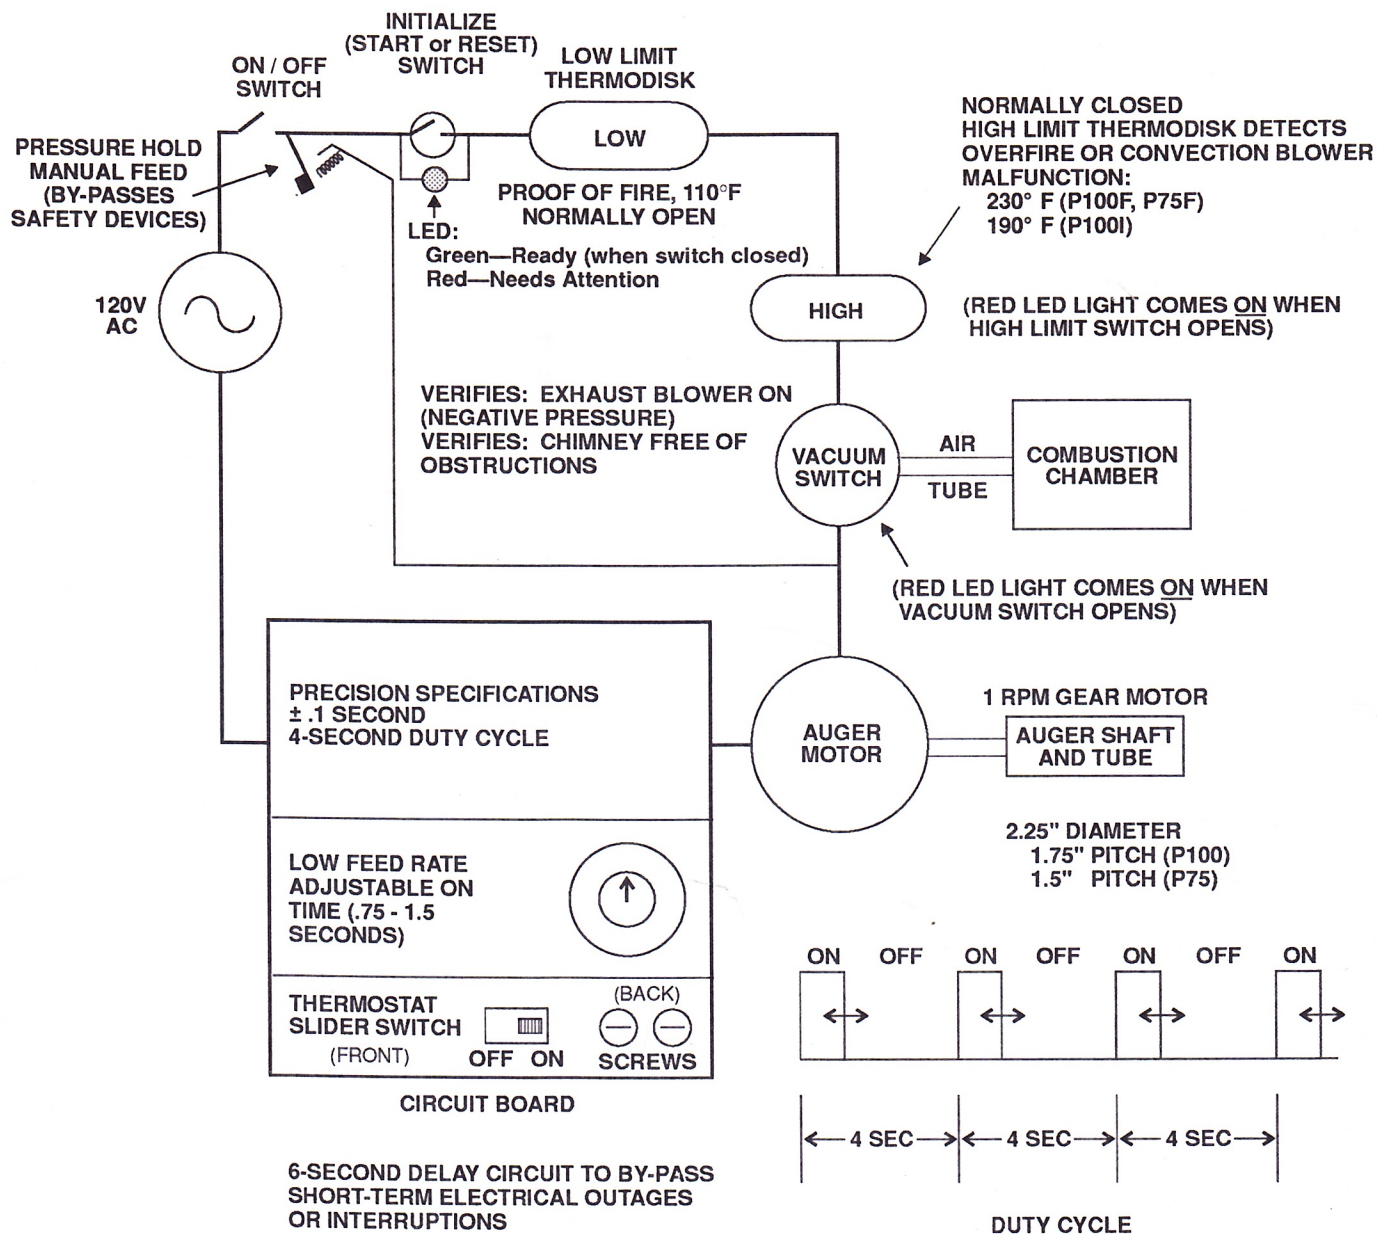 INITIALIZE
(START or RESET)
SWITCH
ON / OFF
SWITCH
LOW LIMIT
THERMODISK
LOW
PRESSURE HOLD
MANUAL FEED
(BY-PASSES
SAFETY DEVICES)
PROOF OF FIRE, 110°F
NORMALLY OPEN
LED:
Green—Ready (when switch closed)
Red—Needs Attention
NORMALLY CLOSED
HIGH LIMIT THERMODISK DETECTS
OVERFIRE OR CONVECTION BLOWER
MALFUNCTION:
230° F (P100F, P75F)
190° F (P100I)
120V
AC
HIGH
(RED LED LIGHT COMES ON WHEN
HIGH LIMIT SWITCH OPENS)
VERIFIES: EXHAUST BLOWER ON
(NEGATIVE PRESSURE)
VERIFIES: CHIMNEY FREE OF
OBSTRUCTIONS
VACUUM
SWITCH
AIR
TUBE
COMBUSTION
CHAMBER
(RED LED LIGHT COMES ON WHEN
VACUUM SWITCH OPENS)
PRECISION SPECIFICATIONS
± .1 SECOND
4-SECOND DUTY CYCLE
AUGER
MOTOR
1 RPM GEAR MOTOR
AUGER SHAFT
AND TUBE
2.25" DIAMETER
1.75" PITCH (P100)
1.5" PITCH (P75)
LOW FEED RATE
ADJUSTABLE ON
TIME (.75 - 1.5
SECONDS)
THERMOSTAT
SLIDER SWITCH
(FRONT)
OFF ON
(BACK)
SCREWS
CIRCUIT BOARD
6-SECOND DELAY CIRCUIT TO BY-PASS
SHORT-TERM ELECTRICAL OUTAGES
OR INTERRUPTIONS
ON OFF ON OFF ON OFF ON
4 SEC 4 SEC 4 SEC
DUTY CYCLE